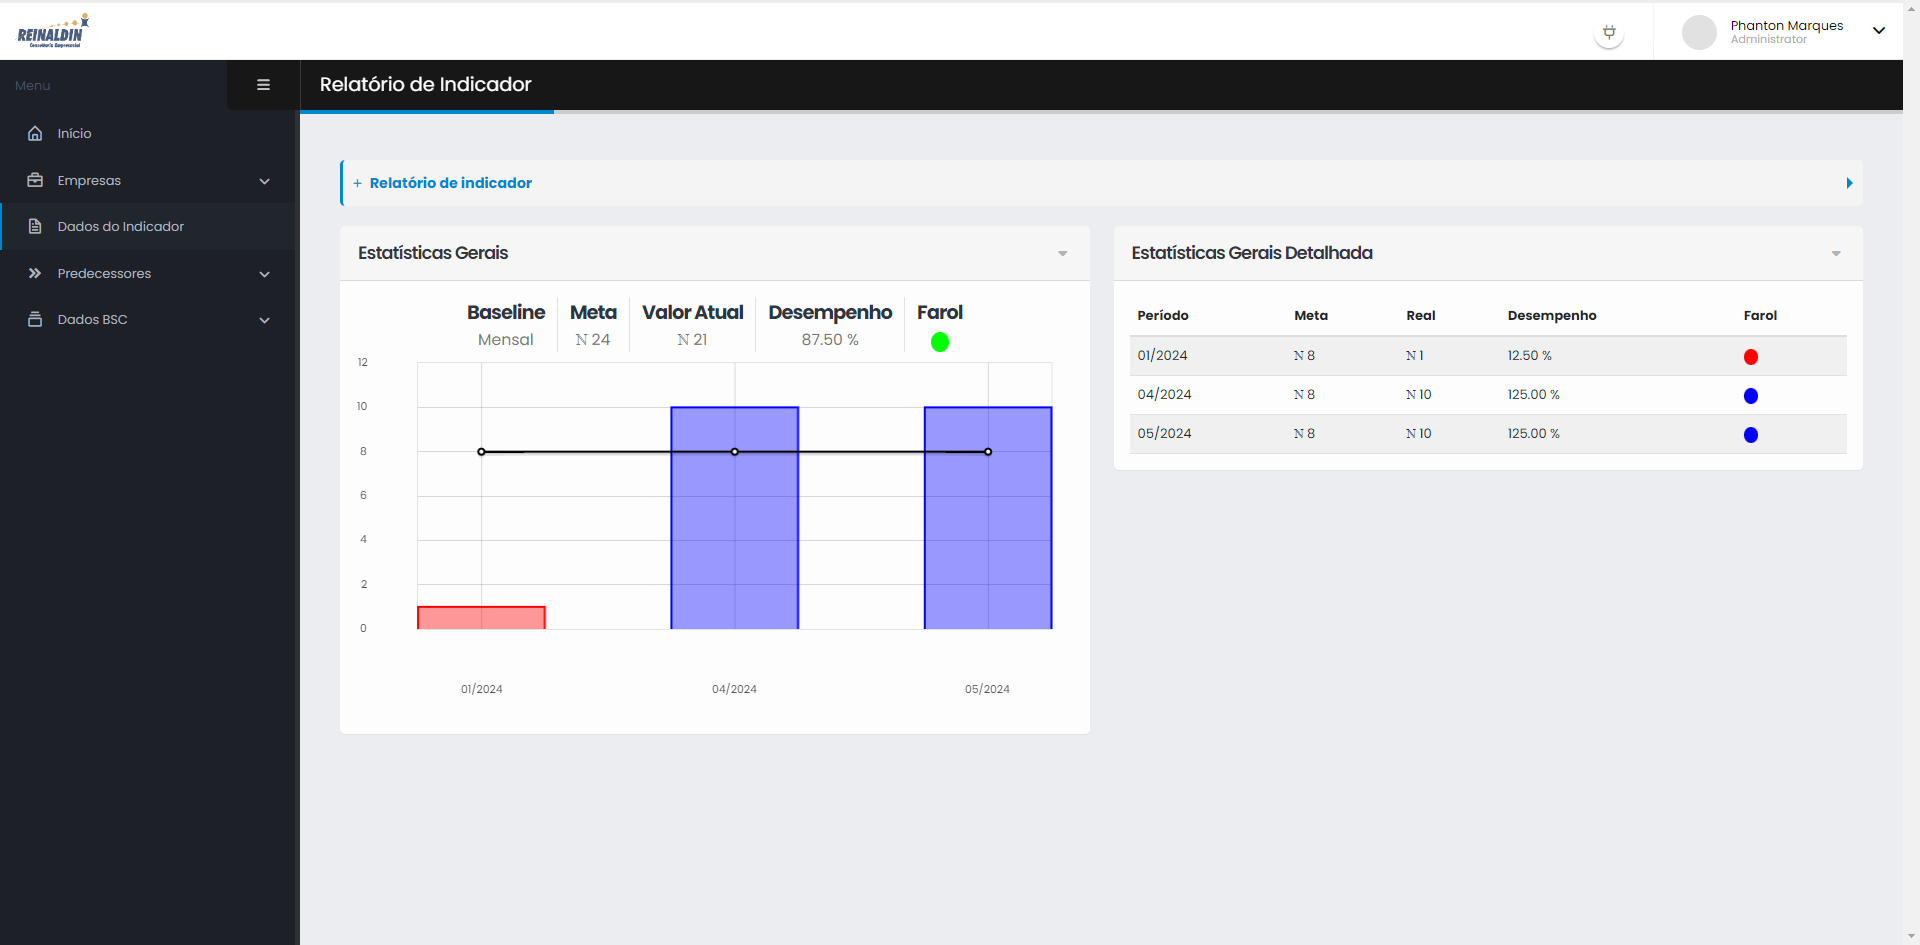 REINALDIN
Consultoria Empresarial
Phanton Marques
Administrator
Menu
Relatório de Indicador
Início
Empresas
Dados do Indicador
Predecessores
Dados BSC
+ Relatório de indicador
Estatísticas Gerais
Baseline Meta Valor Atual Desempenho Farol
Mensal N 24 N 21 87.50 %
12
10
8
6
4
2
0
01/2024 04/2024 05/2024
Estatísticas Gerais Detalhada
Período Meta Real Desempenho Farol
01/2024 N 8 N 1 12.50 %
04/2024 N 8 N 10 125.00 %
05/2024 N 8 N 10 125.00 %